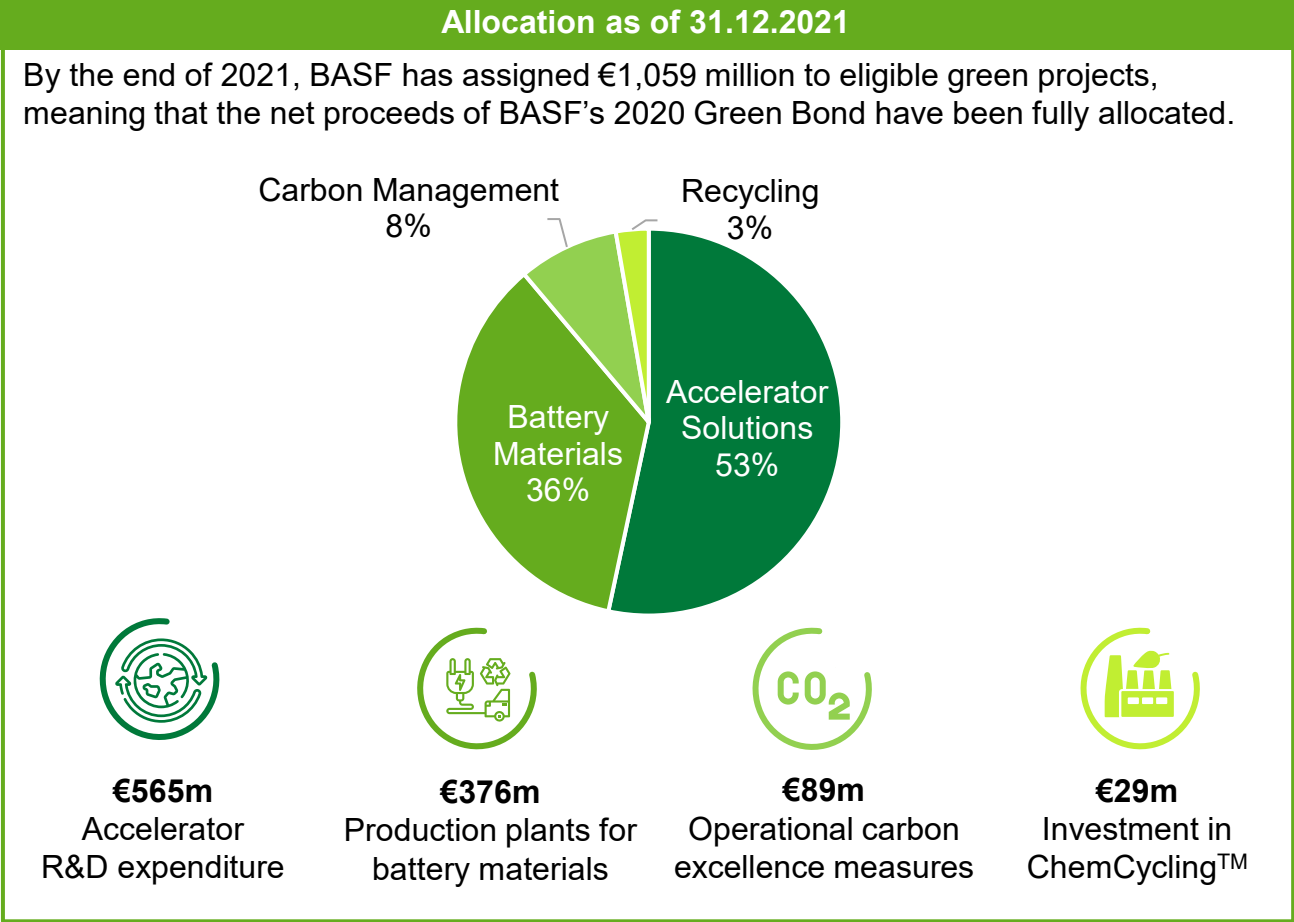 Allocation as of 31.12.2021
By the end of 2021, BASF has assigned €1,059 million to eligible green projects,
meaning that the net proceeds of BASF’s 2020 Green Bond have been fully allocated.
Carbon Management
8%
Recycling
3%
Accelerator
Solutions
53%
Battery
Materials
36%
CO2
€565m
Accelerator
R&D expenditure
€376m
Production plants for
battery materials
€89m
Operational carbon
excellence measures
€29m
Investment in
ChemCycling™